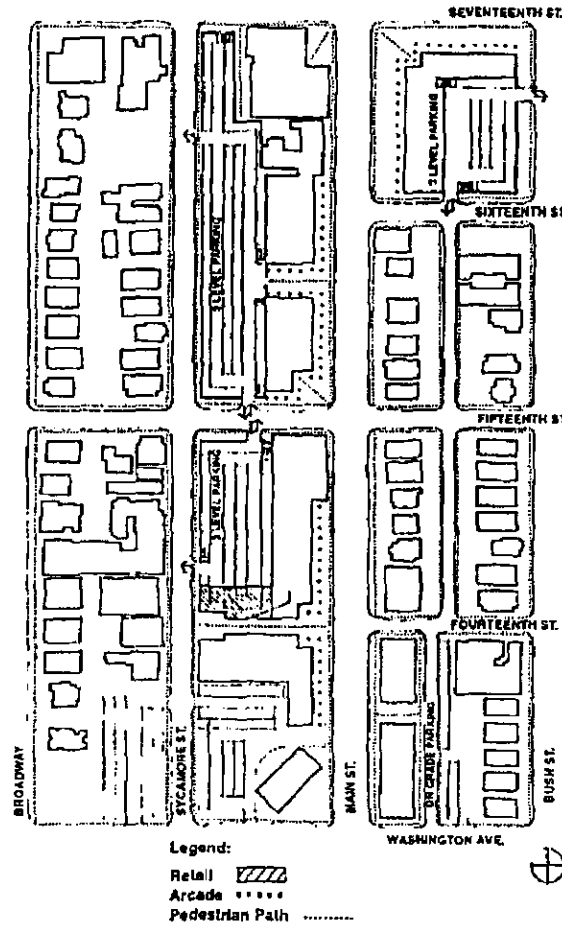 SEVENTEENTH ST.
3 LEVEL PARKING
SIXTEENTH ST.
3 LEVEL PARKING
FIFTEENTH ST.
3 LEVEL PARKING
FOURTEENTH ST.
BROADWAY
SYCAMORE ST.
MAIN ST.
ON GRADE PARKING
BUSH ST.
WASHINGTON AVE.
Legend:
Retail
Arcade
Pedestrian Path